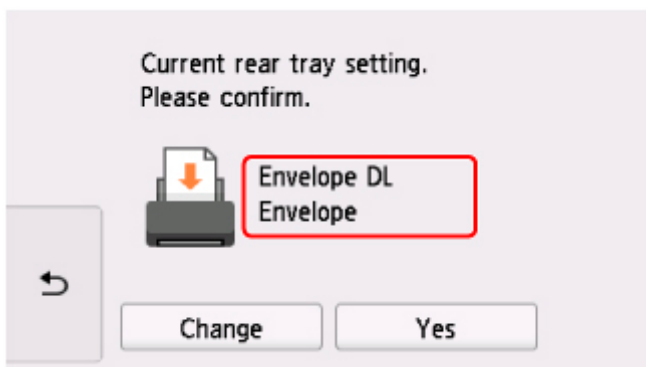 Current rear tray setting.
Please confirm.
Envelope DL
Envelope
Change
Yes